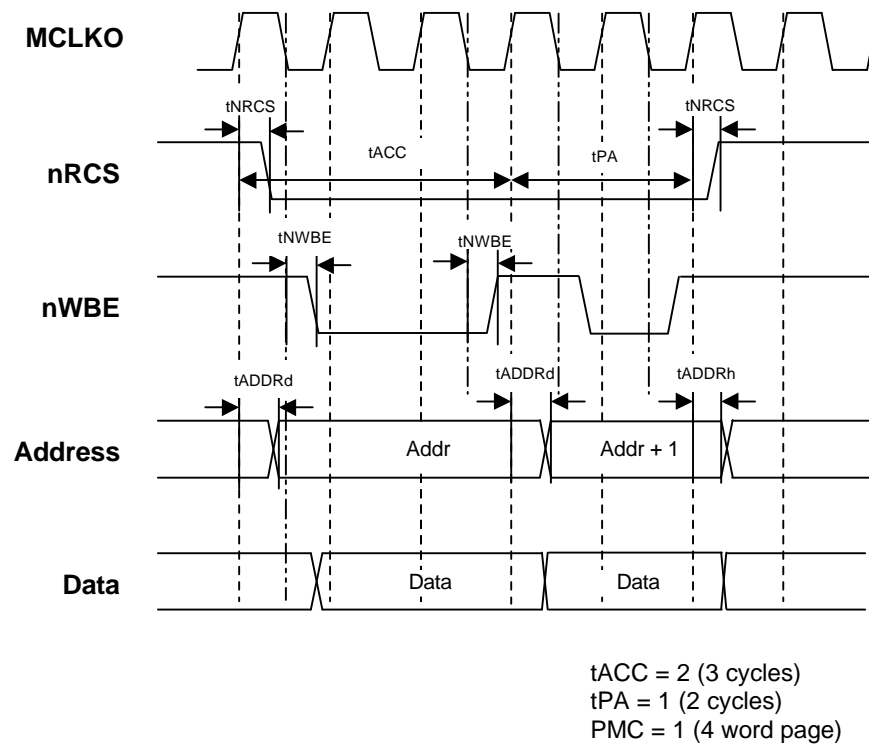 MCLKO
tNRCS
tNRCS
tACC
tPA
nRCS
tNWBE
tNWBE
nWBE
tADDRd
tADDRd
tADDRh
Address
Addr
Addr + 1
Data
Data
Data
tACC = 2 (3 cycles)
tPA = 1 (2 cycles)
PMC = 1 (4 word page)